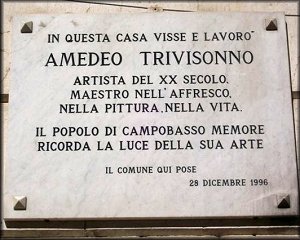 IN QUESTA CASA VISSE E LAVORO'
AMEDEO TRIVISONNO
ARTISTA DEL XX SECOLO,
MAESTRO NELL'AFFRESCO,
NELLA PITTURA, NELLA VITA.
IL POPOLO DI CAMPOBASSO MEMORE
RICORDA LA LUCE DELLA SUA ARTE
IL COMUNE QUI POSE
28 DICEMBRE 1996